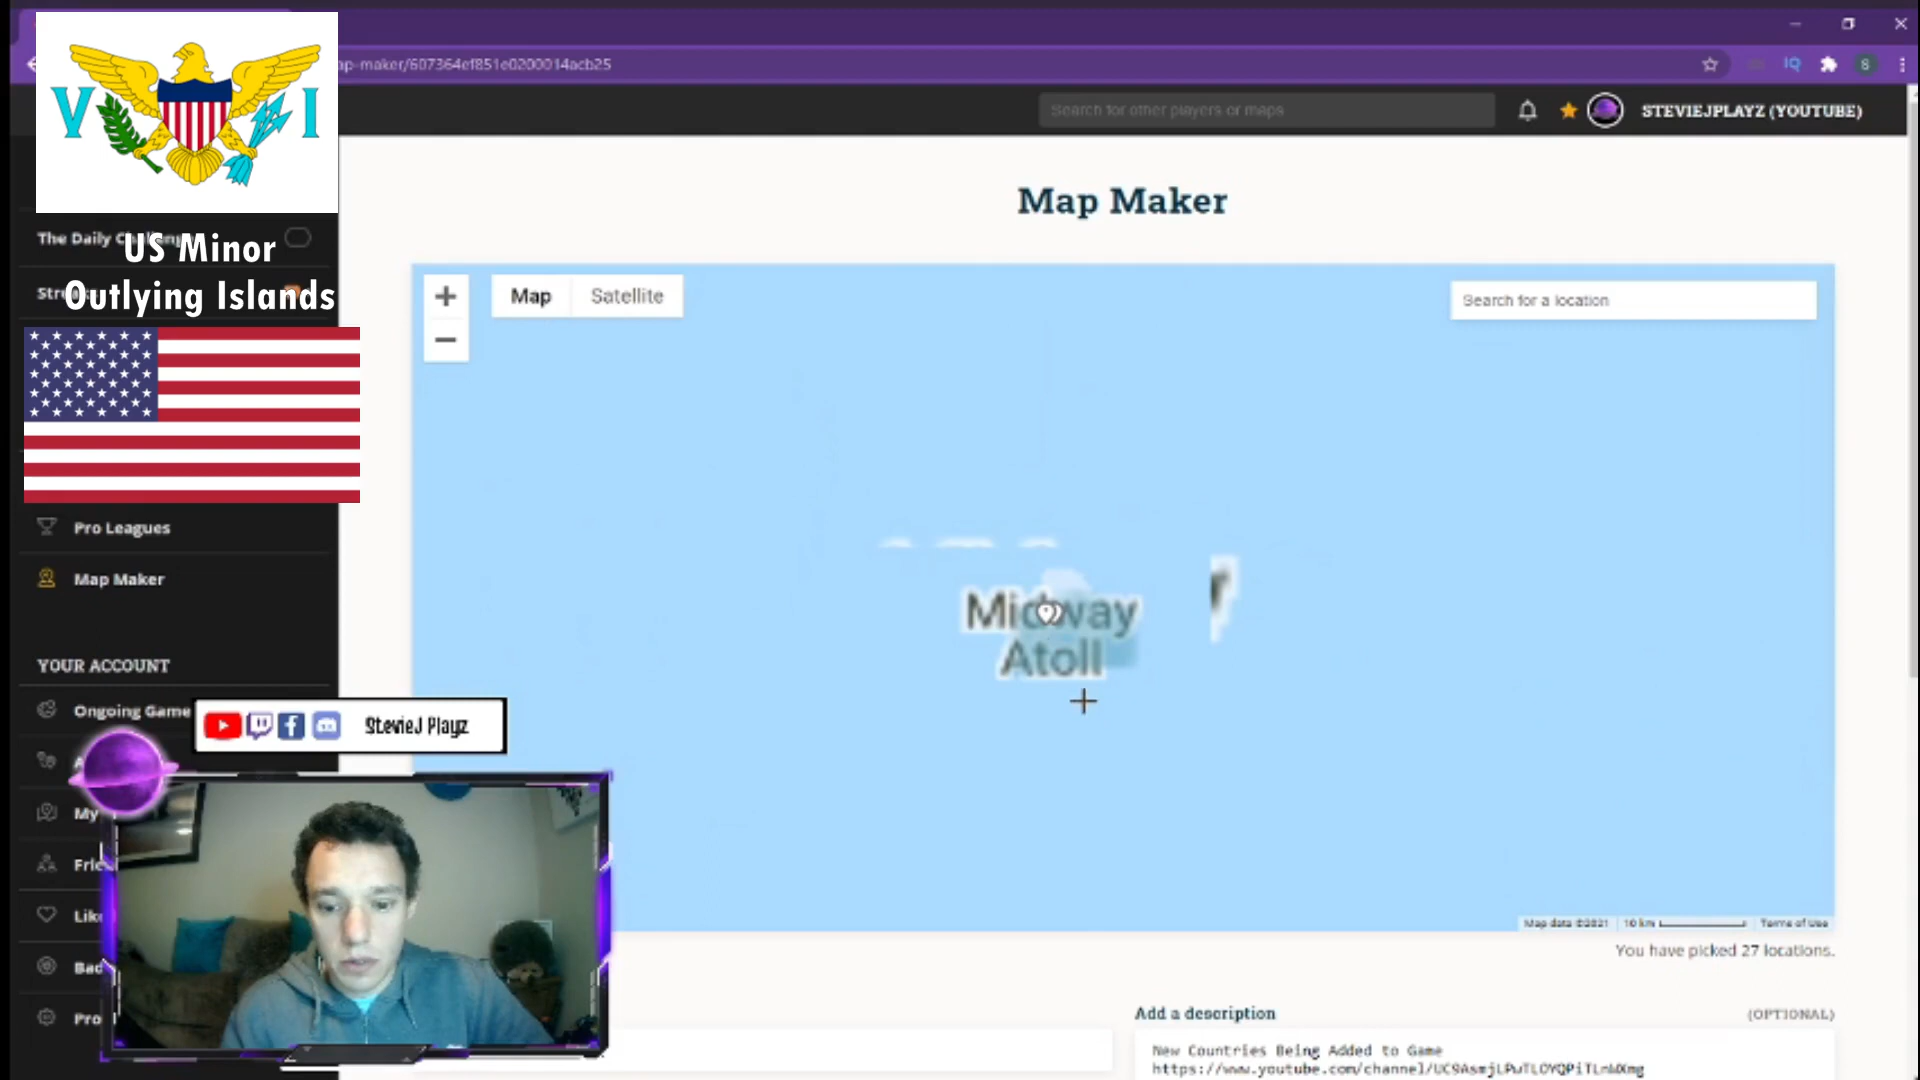 ap-maker/607364ef851e0200014acb25
V I
Search for other players or maps
STEVIEJPLAYZ (YOUTUBE)
Map Maker
The Daily
US Minor
Outlying Islands
Map
Satellite
Search for a location
Pro Leagues
Map Maker
Midway
Atoll
YOUR ACCOUNT
Ongoing Game
StevieJ Playz
My
Map data ©2021
10 km
Terms of Use
You have picked 27 locations.
Add a description
(OPTIONAL)
New Countries Being Added to Game